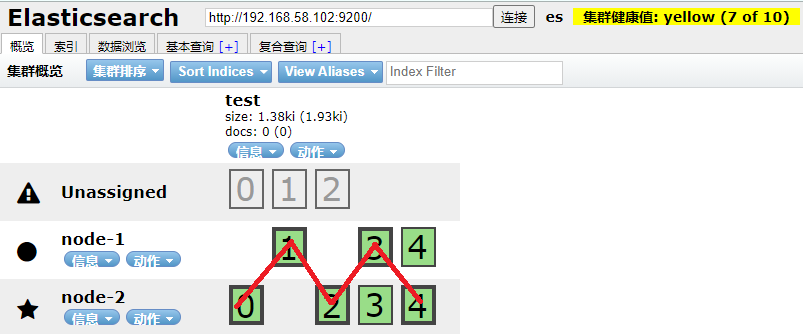 Elasticsearch http://192.168.58.102:9200/ 连接 es 集群健康值: yellow (7 of 10)
概览 索引 数据浏览 基本查询 [+] 复合查询 [+]
集群概览 集群排序 Sort Indices View Aliases Index Filter
test
size: 1.38ki (1.93ki)
docs: 0 (0)
信息 动作
Unassigned 0 1 2
node-1 1 3 4
信息 动作
node-2 0 2 3 4
信息 动作